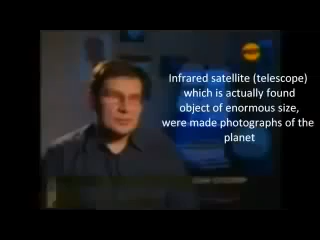 Infrared satellite (telescope)
which is actually found
object of enormous size,
were made photographs of the
planet